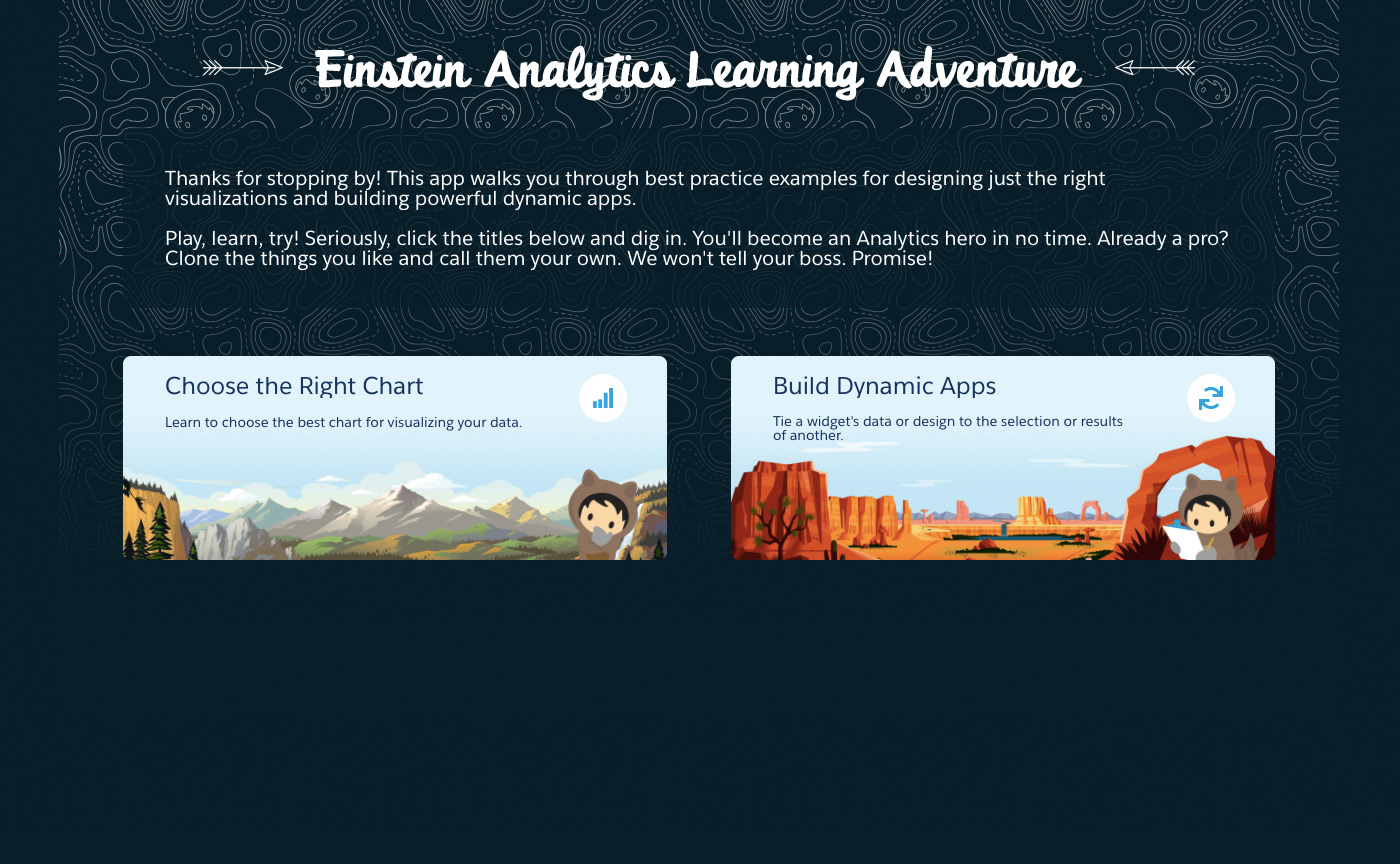 Einstein Analytics Learning Adventure
Thanks for stopping by! This app walks you through best practice examples for designing just the right
visualizations and building powerful dynamic apps.
Play, learn, try! Seriously, click the titles below and dig in. You'll become an Analytics hero in no time. Already a pro?
Clone the things you like and call them your own. We won't tell your boss. Promise!
Choose the Right Chart
Learn to choose the best chart for visualizing your data.
Build Dynamic Apps
Tie a widget's data or design to the selection or results
of another.